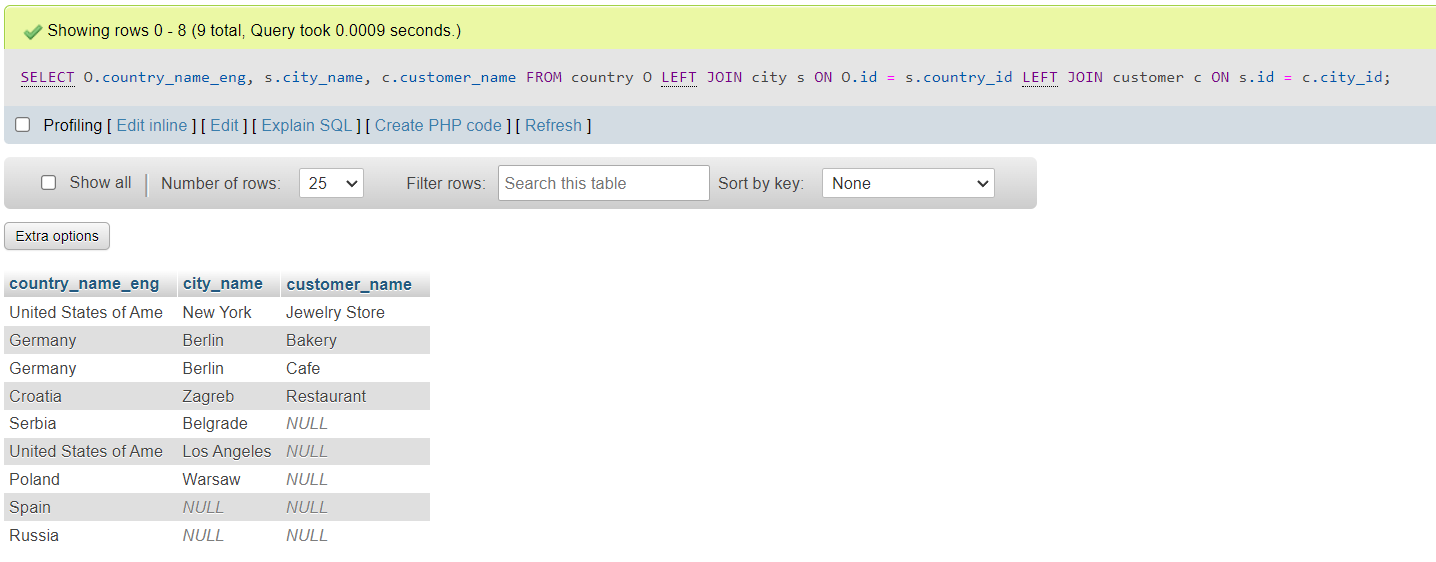 Showing rows 0 - 8 (9 total, Query took 0.0009 seconds.)
SELECT O.country_name_eng, s.city_name, c.customer_name FROM country O LEFT JOIN city s ON O.id = s.country_id LEFT JOIN customer c ON s.id = c.city_id;
Profiling [ Edit inline ] [ Edit ] [ Explain SQL ] [ Create PHP code ] [ Refresh ]
Show all | Number of rows: 25 Filter rows: Search this table Sort by key: None
Extra options
country_name_eng city_name customer_name
United States of Ame New York Jewelry Store
Germany Berlin Bakery
Germany Berlin Cafe
Croatia Zagreb Restaurant
Serbia Belgrade NULL
United States of Ame Los Angeles NULL
Poland Warsaw NULL
Spain NULL NULL
Russia NULL NULL